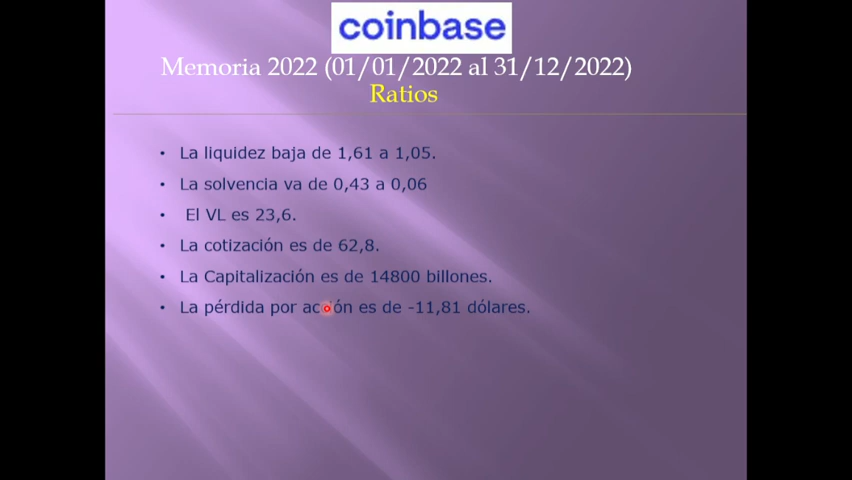 coinbase
Memoria 2022 (01/01/2022 al 31/12/2022)
Ratios
• La liquidez baja de 1,61 a 1,05.
• La solvencia va de 0,43 a 0,06
• El VL es 23,6.
• La cotización es de 62,8.
• La Capitalización es de 14800 billones.
• La pérdida por acción es de -11,81 dólares.